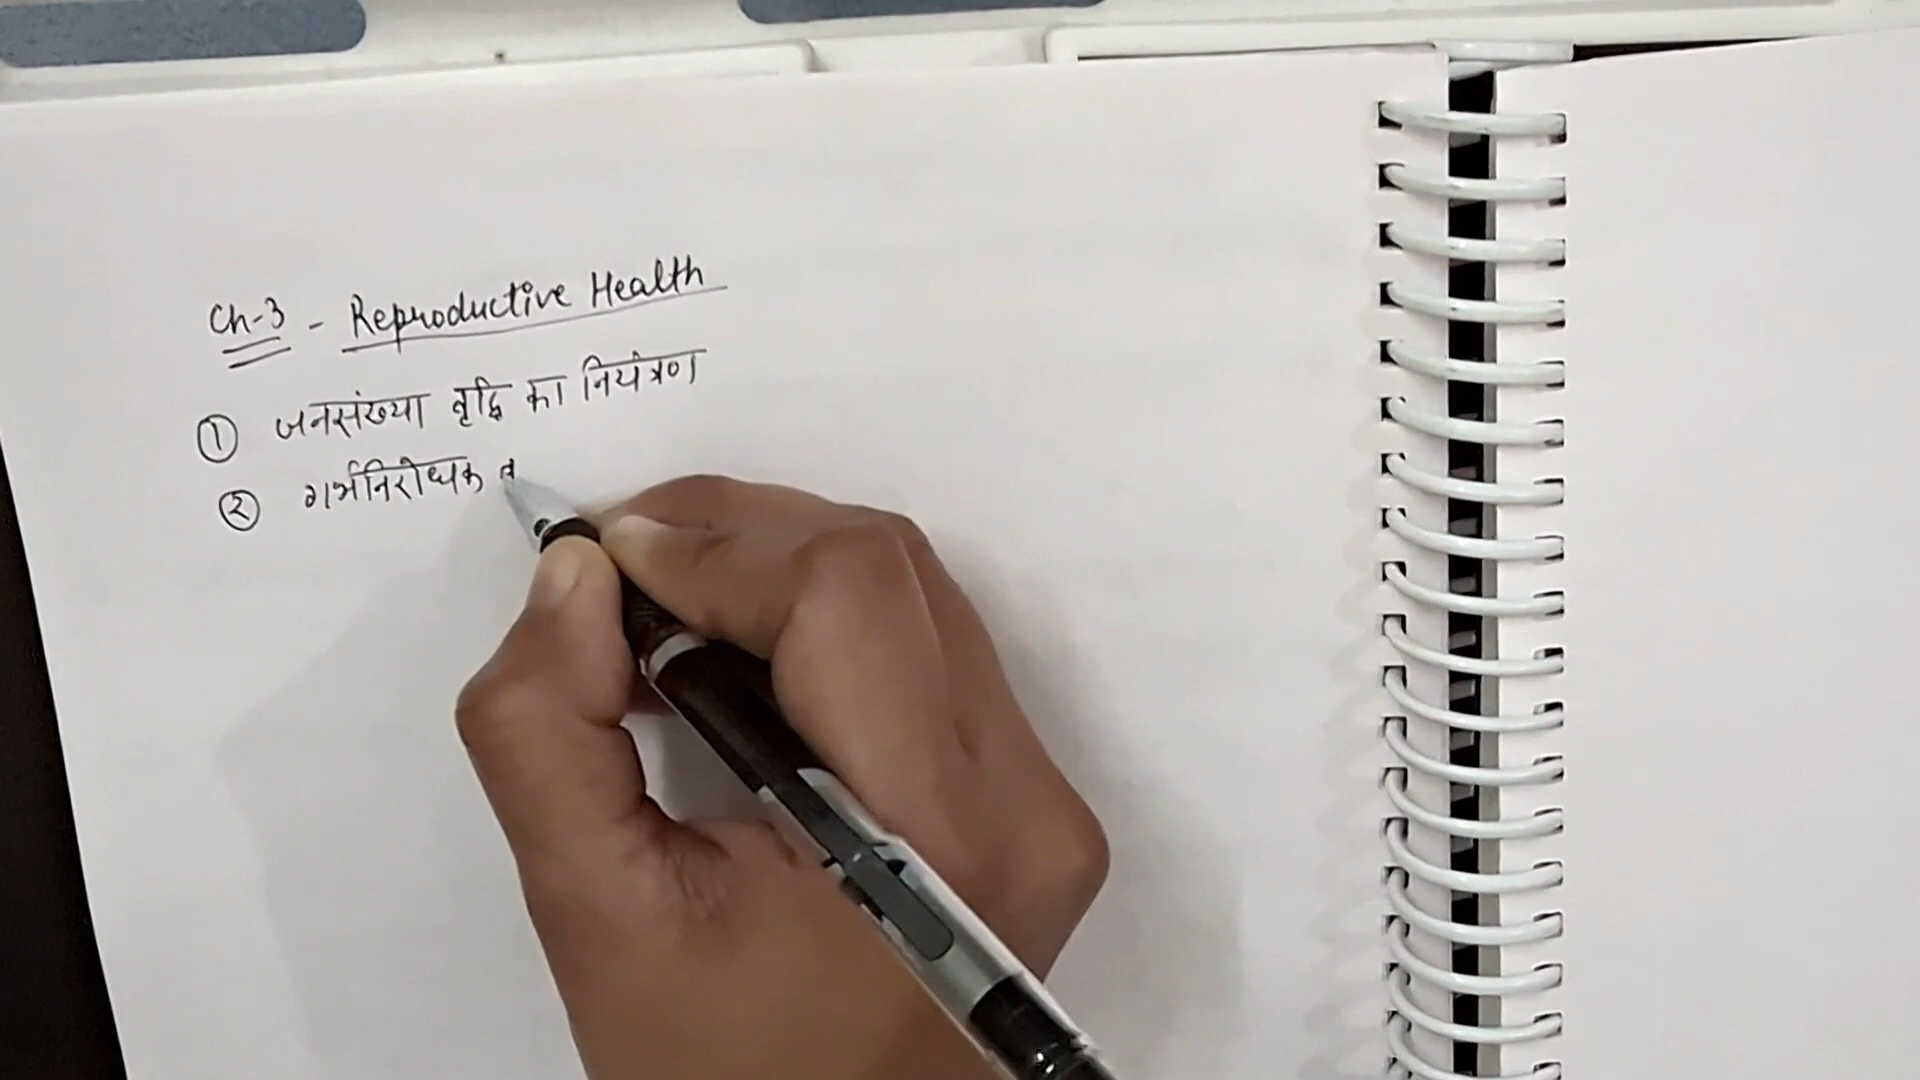 Ch-3 - Reproductive Health
① जनसंख्या वृद्धि का नियंत्रण
② गर्भनिरोधक